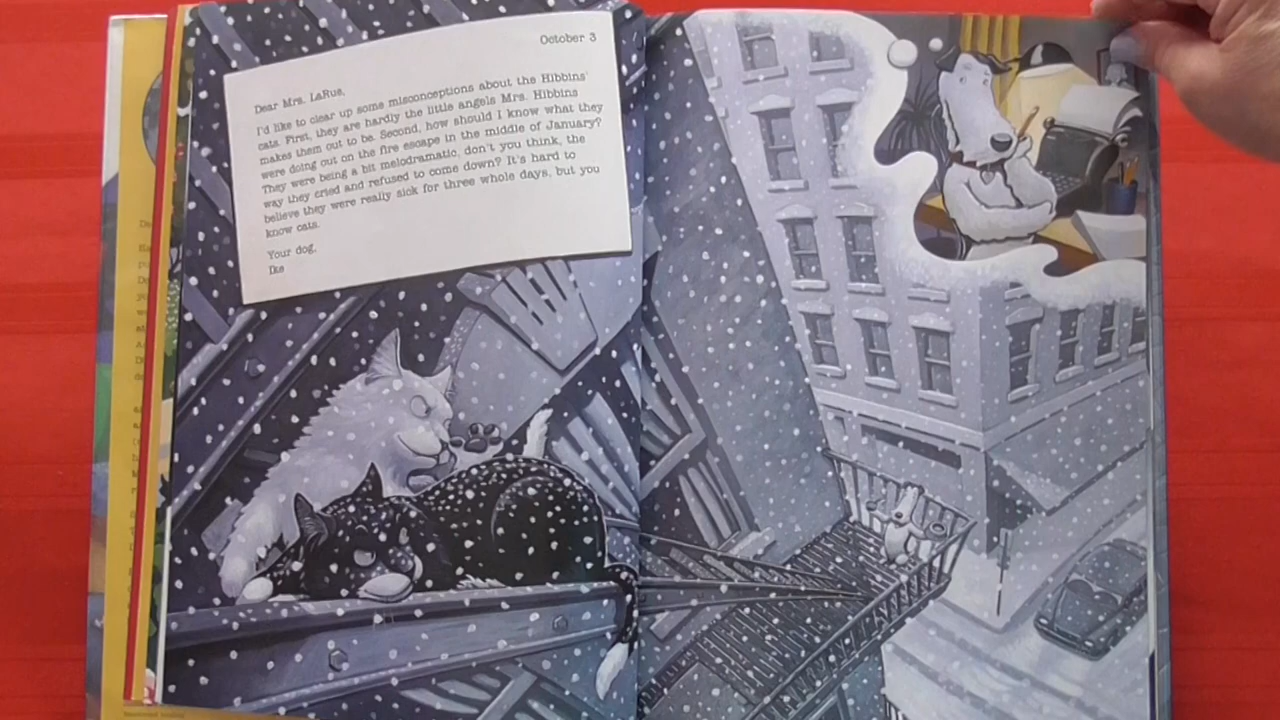 October 3
Dear Mrs. LaRue,
I'd like to clear up some misconceptions about the Hibbins'
cats. First, they are hardly the little angels Mrs. Hibbins
makes them out to be. Second, how should I know what they
were doing out on the fire escape in the middle of January?
They were being a bit melodramatic, don't you think, the
way they cried and refused to come down? It's hard to
believe they were really sick for three whole days, but you
know cats.
Your dog,
Ike